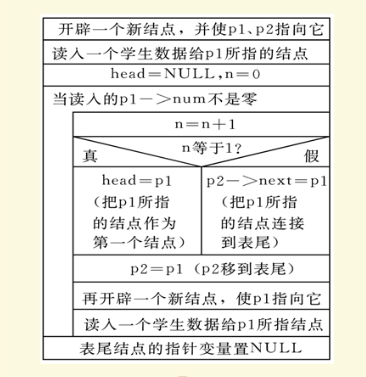 开辟一个新结点，并使p1、p2指向它
读入一个学生数据给p1所指的结点
head=NULL,n=0
当读入的p1->num不是零
n=n+1
n等于1?
真
假
head=p1
(把p1所指
的结点作为
第一个结点)
p2->next=p1
(把p1所指
的结点连接
到表尾)
p2=p1 (p2移到表尾)
再开辟一个新结点，使p1指向它
读入一个学生数据给p1所指结点
表尾结点的指针变量置NULL